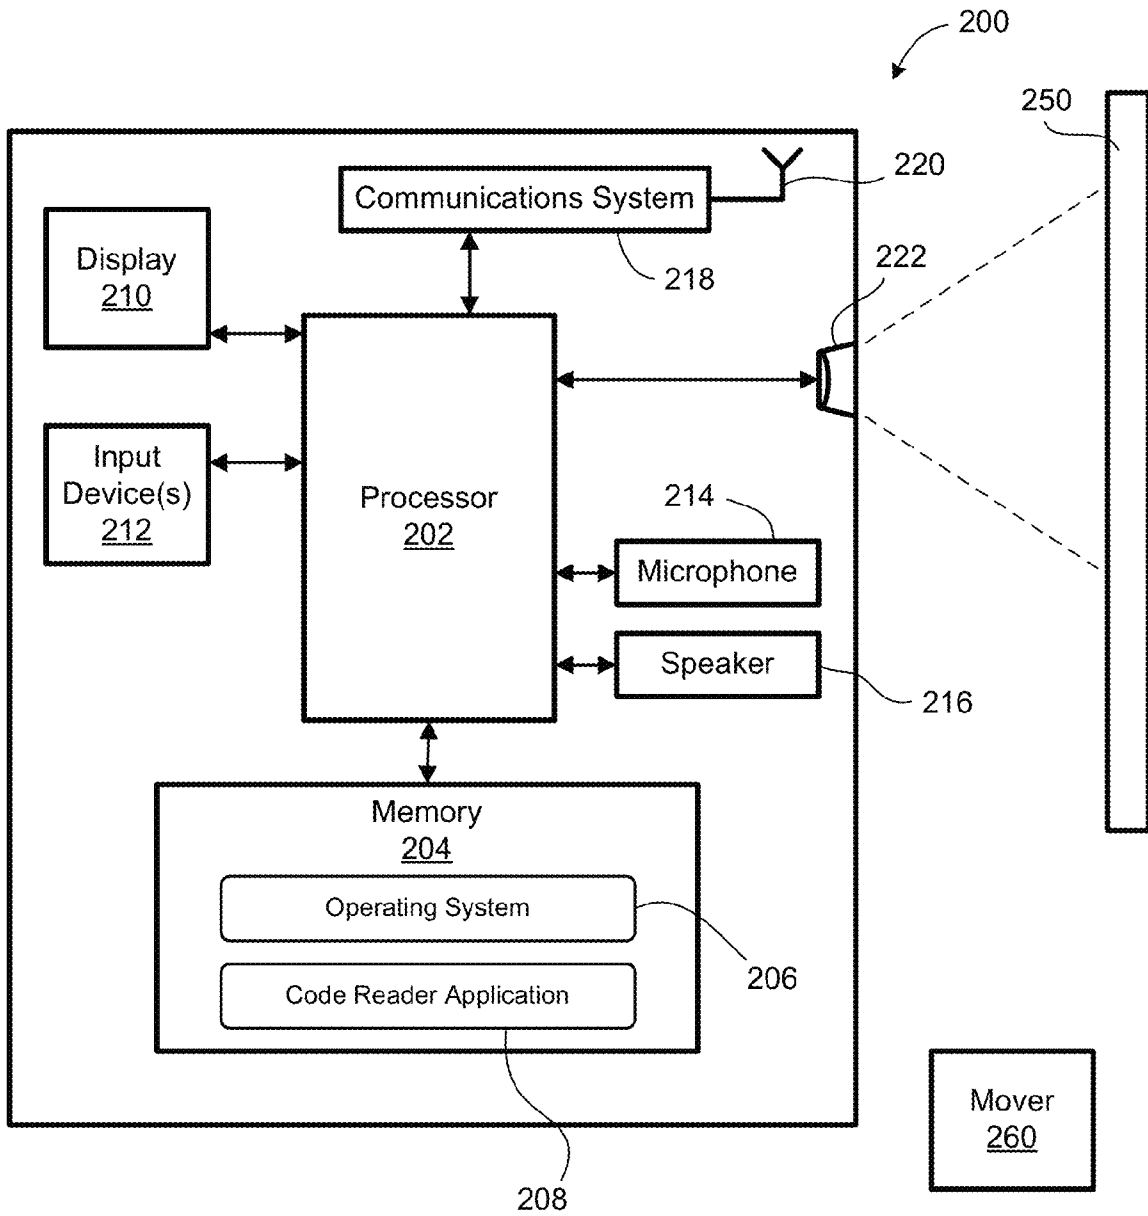 200
250
Communications System
220
Display
210
218
222
Input
Device(s)
212
Processor
202
214
Microphone
Speaker
216
Memory
204
Operating System
206
Code Reader Application
208
Mover
260